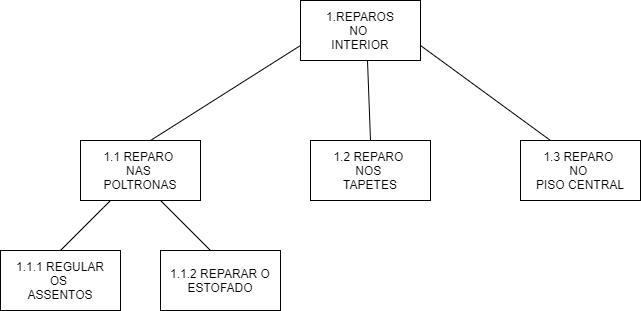 1.REPAROS
NO
INTERIOR
1.1 REPARO
NAS
POLTRONAS
1.2 REPARO
NOS
TAPETES
1.3 REPARO
NO
PISO CENTRAL
1.1.1 REGULAR
OS
ASSENTOS
1.1.2 REPARAR O
ESTOFADO